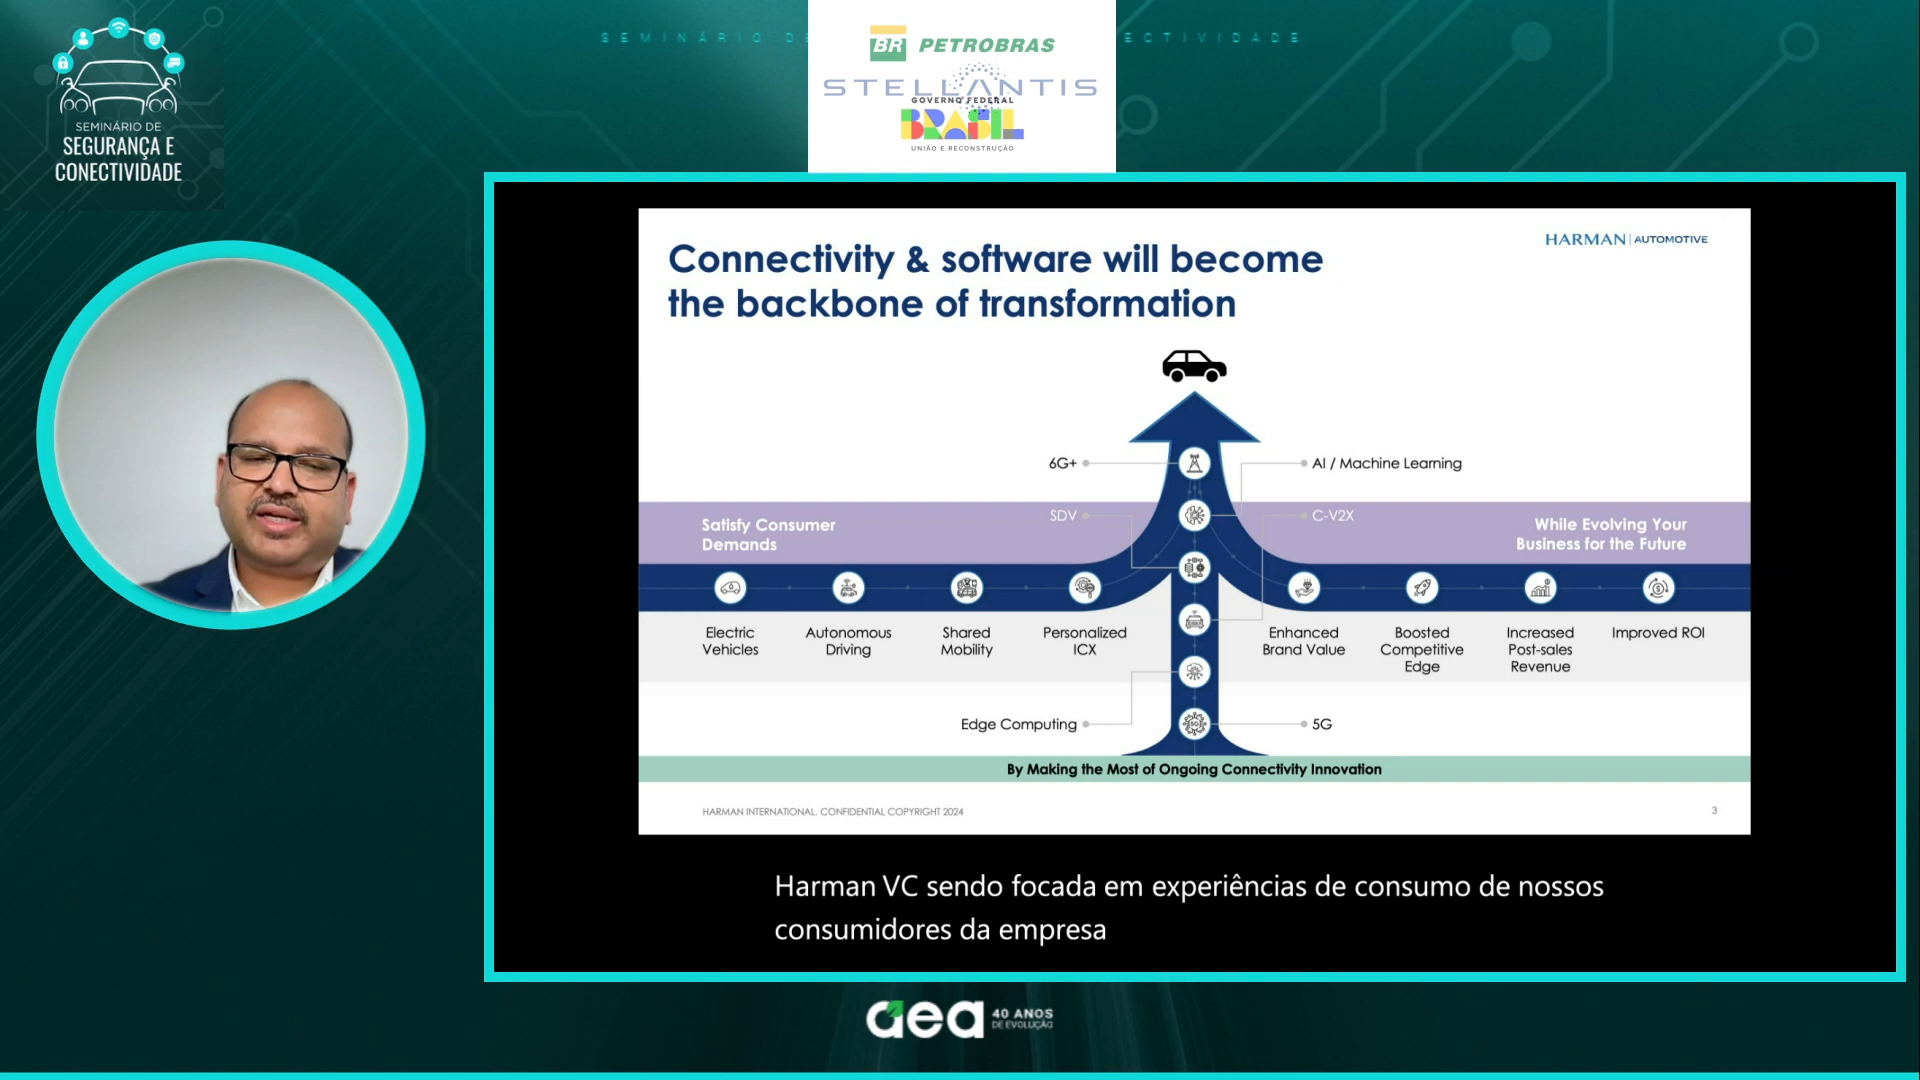 SEMINÁRIO DE
SEGURANÇA E
CONECTIVIDADE
SEMINÁRIO DE
ECTIVIDADE
BR PETROBRAS
STELLANTIS
GOVERNO FEDERAL
BRASIL
UNIÃO E RECONSTRUÇÃO
HARMAN | AUTOMOTIVE
Connectivity & software will become
the backbone of transformation
6G+
AI / Machine Learning
SDV
C-V2X
Satisfy Consumer
Demands
While Evolving Your
Business for the Future
Electric
Vehicles
Autonomous
Driving
Shared
Mobility
Personalized
ICX
Enhanced
Brand Value
Boosted
Competitive
Edge
Increased
Post-sales
Revenue
Improved ROI
Edge Computing
5G
5G
By Making the Most of Ongoing Connectivity Innovation
HARMAN INTERNATIONAL. CONFIDENTIAL COPYRIGHT 2024
3
Harman VC sendo focada em experiências de consumo de nossos
consumidores da empresa
aea 40 ANOS
DE EVOLUÇÃO